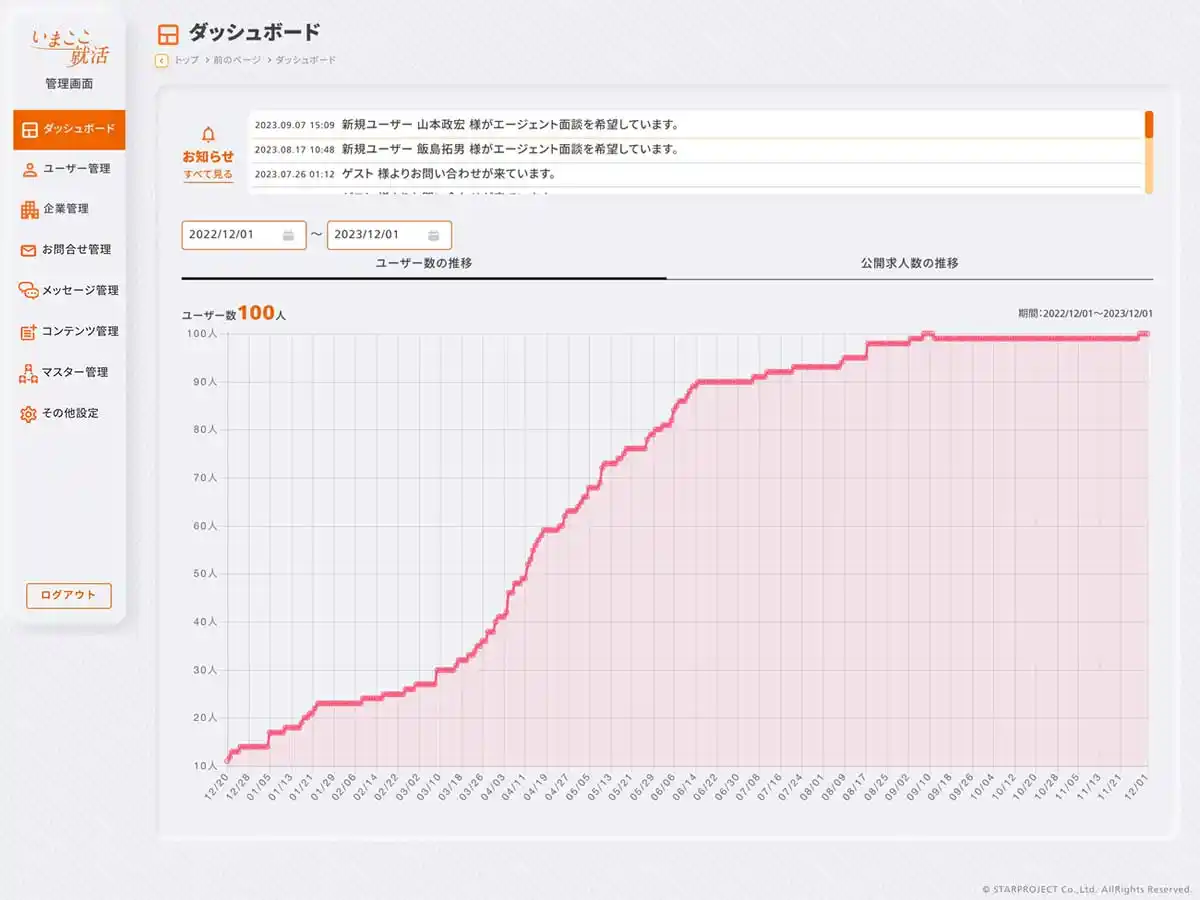 いまここ
就活
管理画面
ダッシュボード
ユーザー管理
企業管理
お問合せ管理
メッセージ管理
コンテンツ管理
マスター管理
その他設定
ログアウト
ダッシュボード
トップ > 前のページ > ダッシュボード
お知らせ
すべて見る
2023.09.07 15:09 新規ユーザー 山本政宏 様がエージェント面談を希望しています。
2023.08.17 10:48 新規ユーザー 飯島拓男 様がエージェント面談を希望しています。
2023.07.26 01:12 ゲスト 様よりお問い合わせが来ています。
2022/12/01 ～ 2023/12/01
ユーザー数の推移
公開求人数の推移
ユーザー数100人
期間:2022/12/01～2023/12/01
100人
90人
80人
70人
60人
50人
40人
30人
20人
10人
12/20 12/28 01/05 01/13 01/21 01/29 02/06 02/14 02/22 03/02 03/10 03/18 03/26 04/03 04/11 04/19 04/27 05/05 05/13 05/21 05/29 06/06 06/14 06/22 06/30 07/08 07/16 07/24 08/01 08/09 08/17 08/25 09/02 09/10 09/18 09/26 10/04 10/12 10/20 10/28 11/05 11/13 11/21 12/01
© STARPROJECT Co.,Ltd. AllRights Reserved.